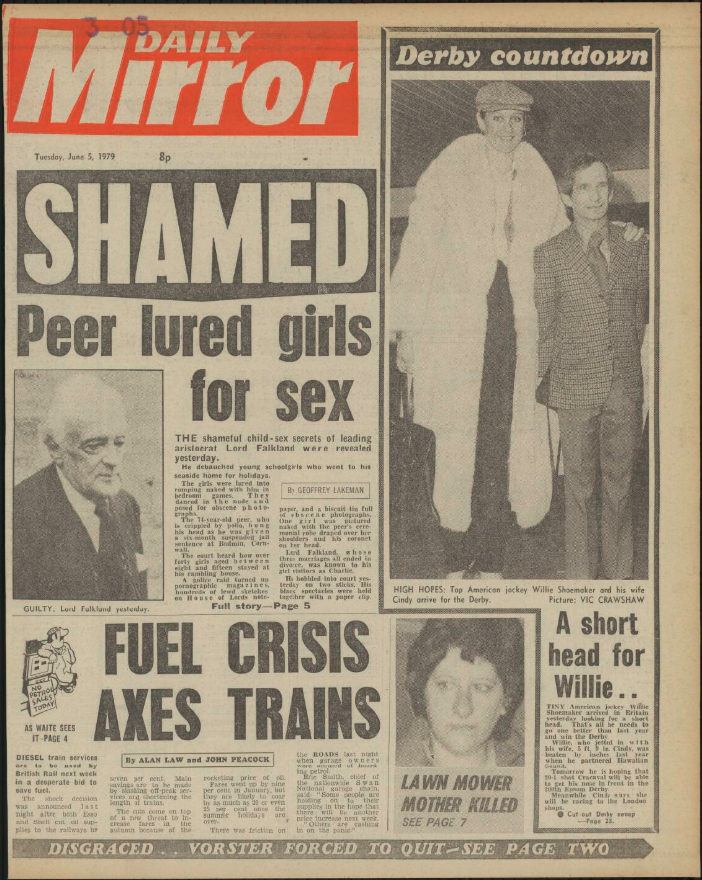 3 05
DAILY
Mirror
Tuesday, June 5, 1979 8p
SHAMED
Peer lured girls
for sex
THE shameful child-sex secrets of leading
aristocrat Lord Falkland were revealed
yesterday.
He debauched young schoolgirls who went to his
seaside home for holidays.
The girls were lured into
romping naked with him in
bedroom games. They
danced in the nude and
posed for obscene photo-
graphs.
The 74-year-old peer, who
is crippled by polio, hung
his head as he was given
a six-month suspended jail
sentence at Bodmin, Corn-
wall.
The court heard how over
forty girls aged between
eight and fifteen stayed at
his rambling house.
A police raid turned up
pornographic magazines,
hundreds of lewd sketches
on House of Lords note-
By GEOFFREY LAKEMAN
paper, and a biscuit tin full
of obscene photographs.
One girl was pictured
naked with the peer's cere-
monial robe draped over her
shoulders and his coronet
on her head.
Lord Falkland, whose
three marriages all ended in
divorce, was known to his
girl visitors as Charlie.
He hobbled into court yes-
terday on two sticks. His
spectacles were held
together with a paper clip.
Full story—Page 5
GUILTY: Lord Falkland yesterday.
Derby countdown
HIGH HOPES: Top American jockey Willie Shoemaker and his wife
Cindy arrive for the Derby. Picture: VIC CRAWSHAW
NO
PETROL
SALES
TODAY!
AS WAITE SEES
IT-PAGE 4
FUEL CRISIS
AXES TRAINS
By ALAN LAW and JOHN PEACOCK
DIESEL train services
are to be axed by
British Rail next week
in a desperate bid to
save fuel.
The shock decision
was announced last
night after both Esso
and Shell cut oil sup-
plies to the railways by
seven per cent. Main
savings are to be made
by slashing off-peak ser-
vices and shortening the
length of trains.
The cuts come on top
of a new threat to in-
crease fares in the
autumn because of the
rocketing price of oil.
Fares went up by nine
per cent in January, but
they are likely to soar
by as much as 20 or even
25 per cent once the
summer holidays are
over.
There was friction on
the ROADS last night
when garage owners
were accused of hoard-
ing petrol.
Eric Smith, chief of
the nationwide Swan
National garage chain,
said: "Some people are
holding on to their
supplies in the hope that
there will be another
price increase next week.
"Others are cashing
in on the panic."
LAWN MOWER
MOTHER KILLED
SEE PAGE 7
A short
head for
Willie . .
TINY American jockey Willie
Shoemaker arrived in Britain
yesterday looking for a short
head. That's all he needs to
go one better than last year
and win the Derby.
Willie, who jetted in with
his wife, 5 ft. 9 in. Cindy, was
beaten by inches last year
when he partnered Hawaiian
Sound.
Tomorrow he is hoping that
Cracaval will be able
to get his nose in front in the
200th Epsom Derby.
Meanwhile Cindy says she
will be racing to the London
shops.
● Cut-out Derby sweep
—Page 25.
DISGRACED . . VORSTER FORCED TO QUIT—SEE PAGE TWO